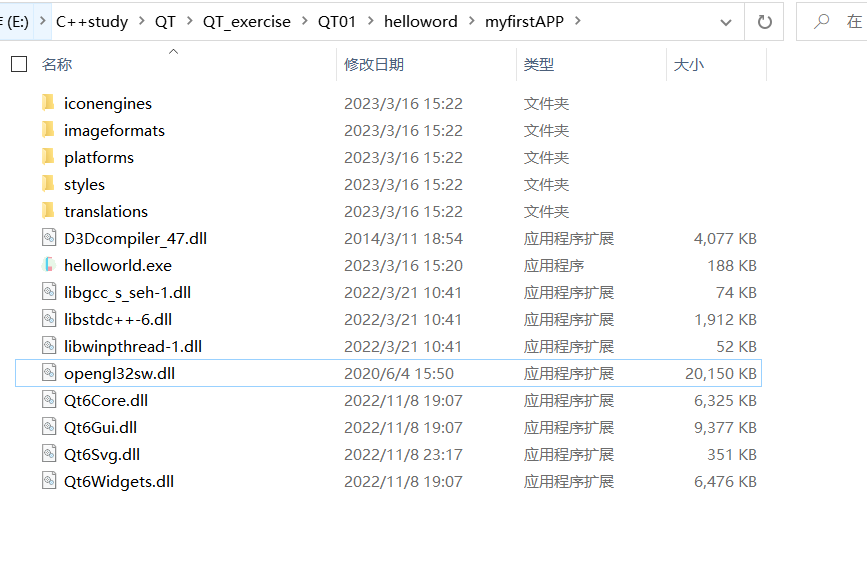 (E:) C++study QT QT_exercise QT01 helloword myfirstAPP 在
名称 修改日期 类型 大小
iconengines 2023/3/16 15:22 文件夹
imageformats 2023/3/16 15:22 文件夹
platforms 2023/3/16 15:22 文件夹
styles 2023/3/16 15:22 文件夹
translations 2023/3/16 15:22 文件夹
D3Dcompiler_47.dll 2014/3/11 18:54 应用程序扩展 4,077 KB
helloworld.exe 2023/3/16 15:20 应用程序 188 KB
libgcc_s_seh-1.dll 2022/3/21 10:41 应用程序扩展 74 KB
libstdc++-6.dll 2022/3/21 10:41 应用程序扩展 1,912 KB
libwinpthread-1.dll 2022/3/21 10:41 应用程序扩展 52 KB
opengl32sw.dll 2020/6/4 15:50 应用程序扩展 20,150 KB
Qt6Core.dll 2022/11/8 19:07 应用程序扩展 6,325 KB
Qt6Gui.dll 2022/11/8 19:07 应用程序扩展 9,377 KB
Qt6Svg.dll 2022/11/8 23:17 应用程序扩展 351 KB
Qt6Widgets.dll 2022/11/8 19:07 应用程序扩展 6,476 KB